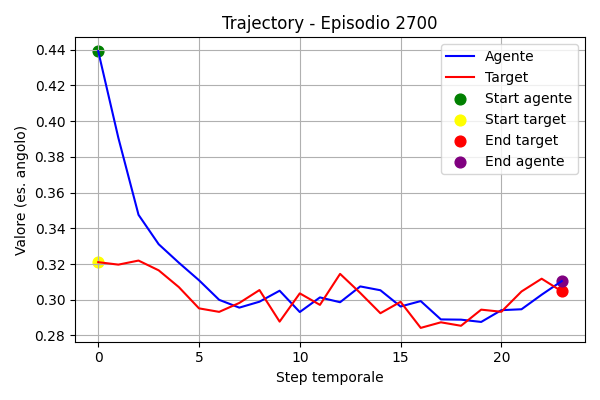 Trajectory - Episodio 2700
Valore (es. angolo)
0.44
0.42
0.40
0.38
0.36
0.34
0.32
0.30
0.28
Agente
Target
Start agente
Start target
End target
End agente
0
5
10
15
20
Step temporale